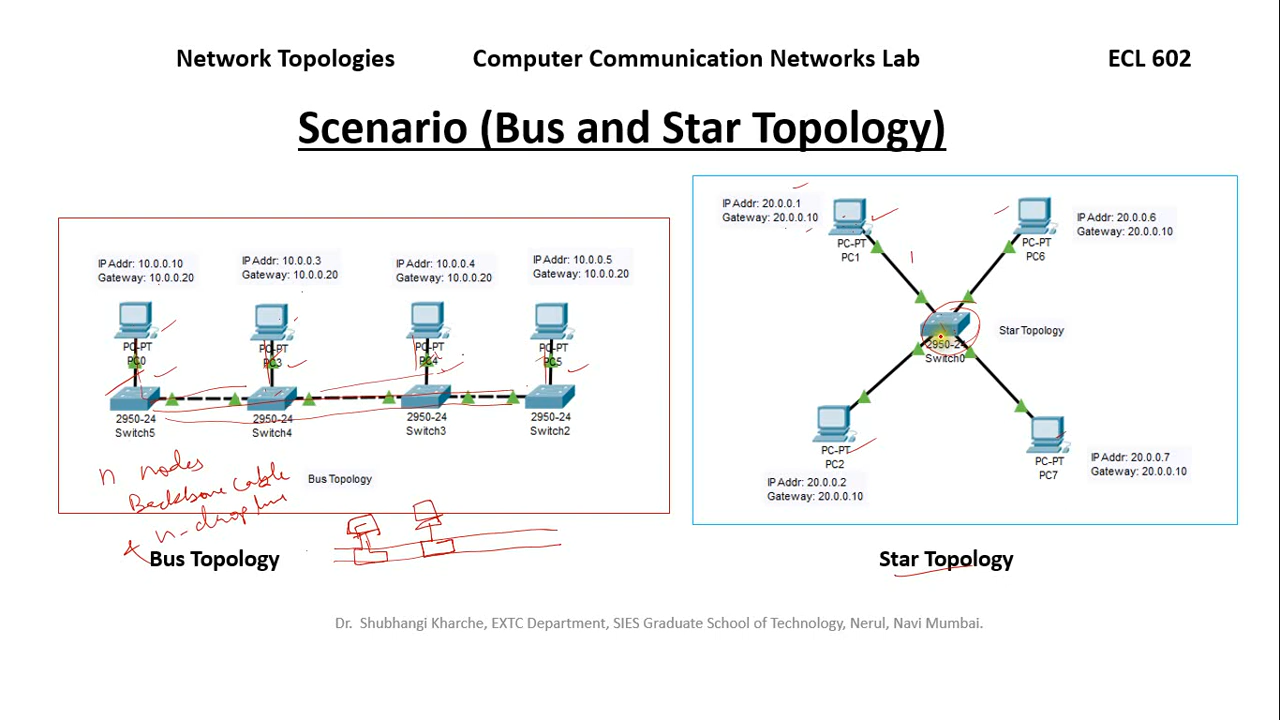 Network Topologies Computer Communication Networks Lab ECL 602
Scenario (Bus and Star Topology)
IP Addr: 10.0.0.10
Gateway: 10.0.0.20
IP Addr: 10.0.0.3
Gateway: 10.0.0.20
IP Addr: 10.0.0.4
Gateway: 10.0.0.20
IP Addr: 10.0.0.5
Gateway: 10.0.0.20
PC-PT
PC0
PC-PT
PC3
PC-PT
PC4
PC-PT
PC5
2950-24
Switch5
2950-24
Switch4
2950-24
Switch3
2950-24
Switch2
n nodes
Backbone cable
n-drop line
Bus Topology
Bus Topology
IP Addr: 20.0.0.1
Gateway: 20.0.0.10
PC-PT
PC1
PC-PT
PC6
IP Addr: 20.0.0.6
Gateway: 20.0.0.10
2950-24
Switch0
Star Topology
PC-PT
PC2
IP Addr: 20.0.0.2
Gateway: 20.0.0.10
PC-PT
PC7
IP Addr: 20.0.0.7
Gateway: 20.0.0.10
Star Topology
Dr. Shubhangi Kharche, EXTC Department, SIES Graduate School of Technology, Nerul, Navi Mumbai.